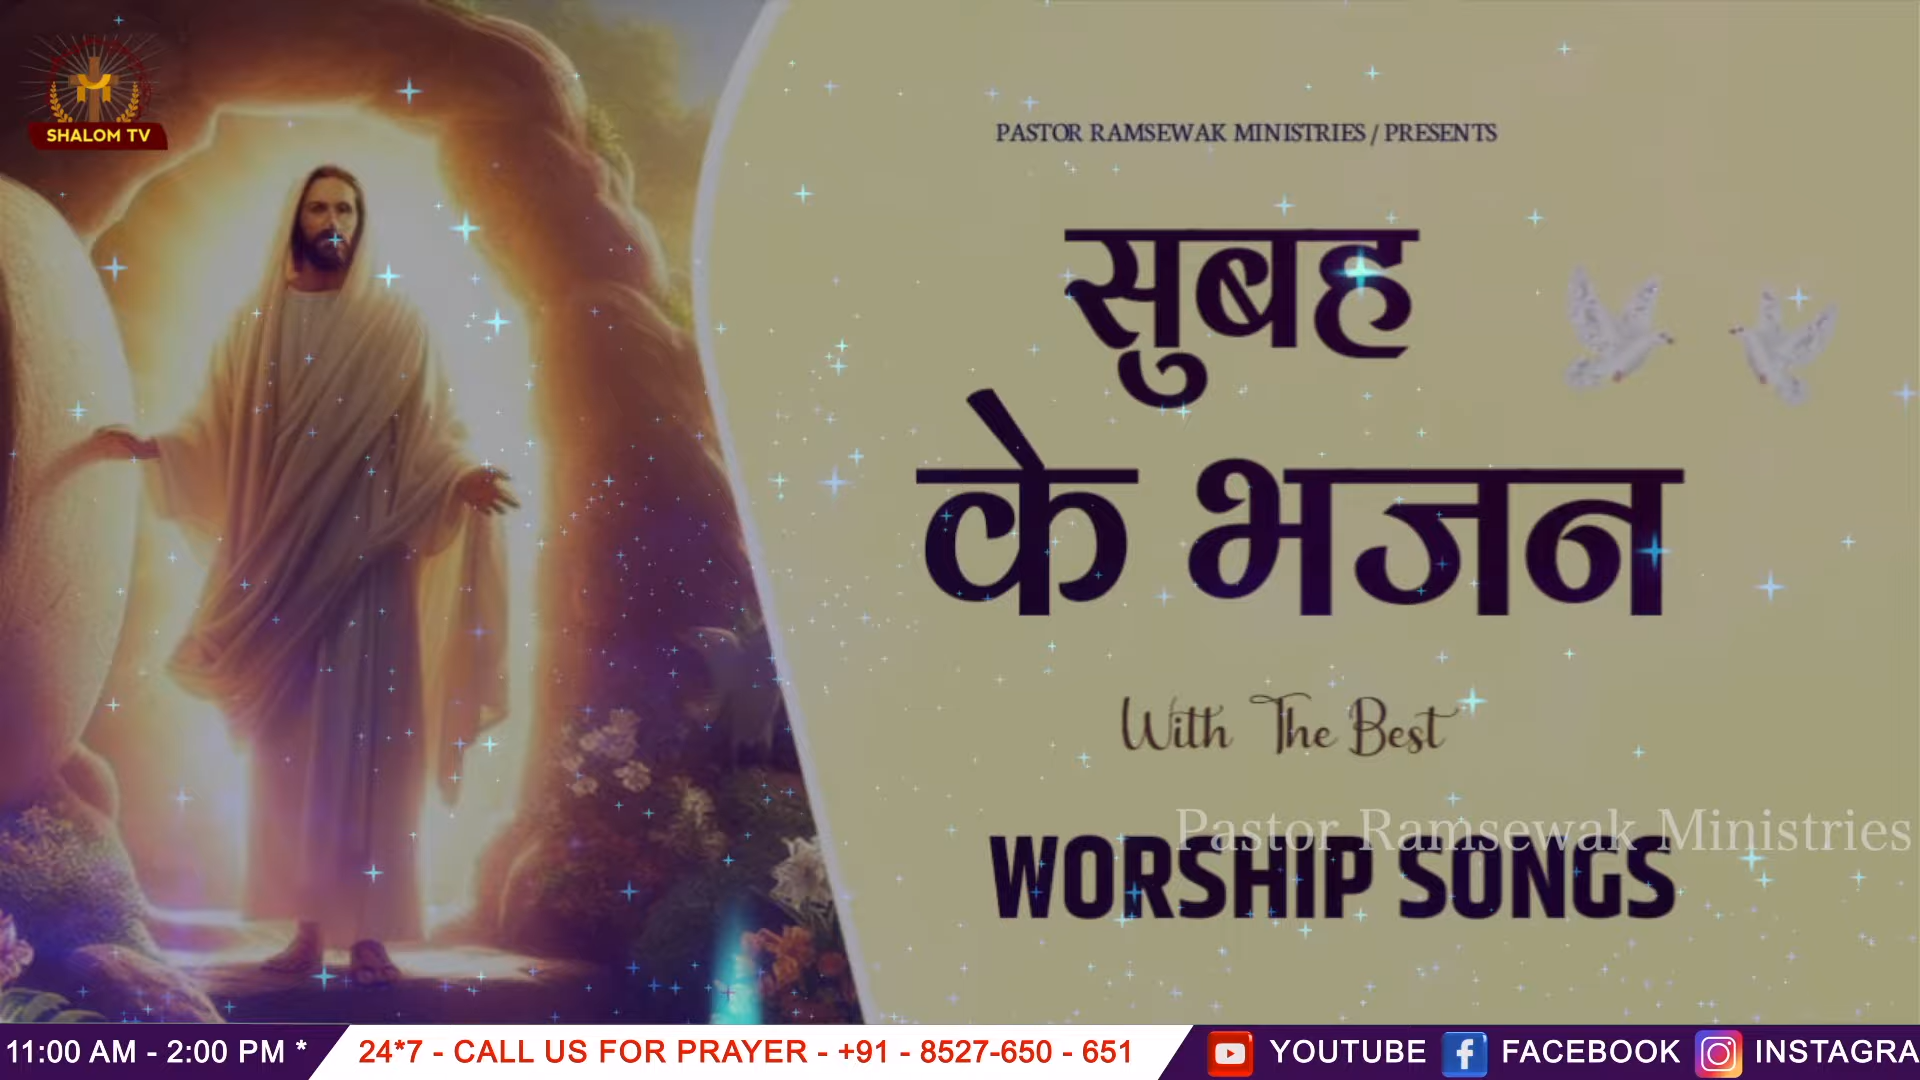 SHALOM TV
PASTOR RAMSEWAK MINISTRIES / PRESENTS
सुबह
के भजन
With The Best
Pastor Ramsewak Ministries
WORSHIP SONGS
11:00 AM - 2:00 PM *
24*7 - CALL US FOR PRAYER - +91 - 8527-650 - 651
YOUTUBE
FACEBOOK
INSTAGRA